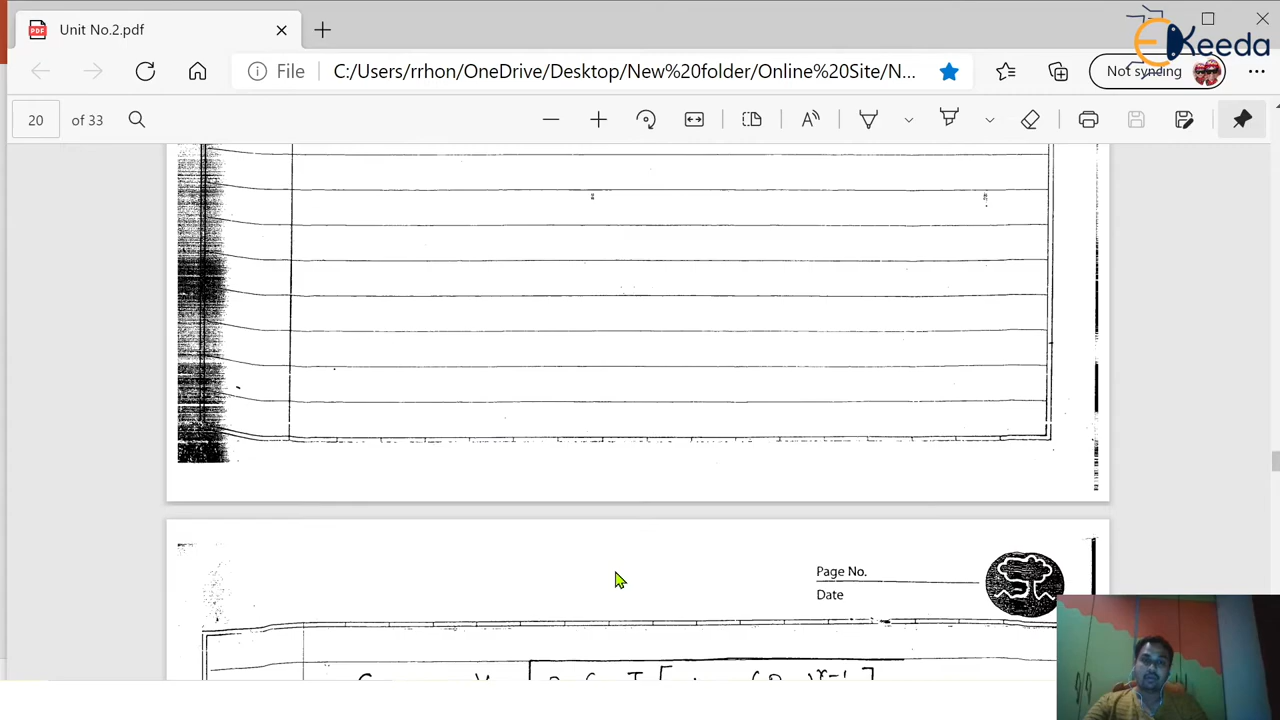 Unit No.2.pdf
Keeda
File
C:/Users/rrhon/OneDrive/Desktop/New%20folder/Online%20Site/N...
Not syncing
20 of 33
Page No.
Date